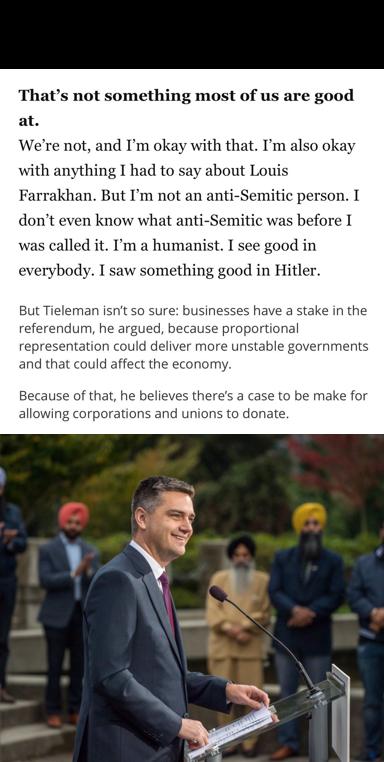 That’s not something most of us are good
at.
We’re not, and I’m okay with that. I’m also okay
with anything I had to say about Louis
Farrakhan. But I’m not an anti-Semitic person. I
don’t even know what anti-Semitic was before I
was called it. I’m a humanist. I see good in
everybody. I saw something good in Hitler.
But Tieleman isn’t so sure: businesses have a stake in the
referendum, he argued, because proportional
representation could deliver more unstable governments
and that could affect the economy.
Because of that, he believes there’s a case to be make for
allowing corporations and unions to donate.